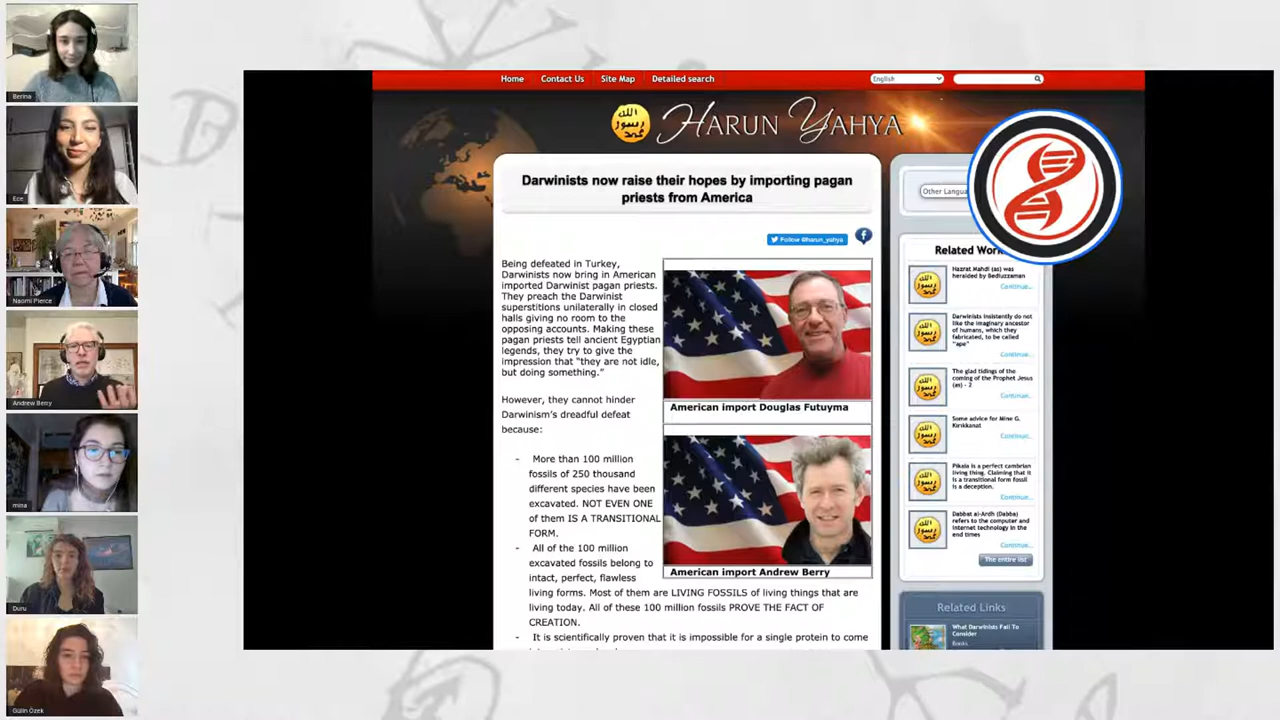 Berina
Ece
Naomi Pierce
Andrew Berry
mina
Duru
Gülin Özek
Home Contact Us Site Map Detailed search
English
HARUN YAHYA
Darwinists now raise their hopes by importing pagan
priests from America
Follow @harun_yahya
Being defeated in Turkey,
Darwinists now bring in American
imported Darwinist pagan priests.
They preach the Darwinist
superstitions unilaterally in closed
halls giving no room to the
opposing accounts. Making these
pagan priests tell ancient Egyptian
legends, they try to give the
impression that "they are not idle,
but doing something."
However, they cannot hinder
Darwinism's dreadful defeat
because:
- More than 100 million
fossils of 250 thousand
different species have been
excavated. NOT EVEN ONE
of them IS A TRANSITIONAL
FORM.
- All of the 100 million
excavated fossils belong to
intact, perfect, flawless
living forms. Most of them are LIVING FOSSILS of living things that are
living today. All of these 100 million fossils PROVE THE FACT OF
CREATION.
- It is scientifically proven that it is impossible for a single protein to come
American import Douglas Futuyma
American import Andrew Berry
Other Langua
Related Wor
Hazrat Mahdi (as) was
heralded by Bediuzzaman
Continue...
Darwinists insistently do not
like the imaginary ancestor
of humans, which they
fabricated, to be called
"ape"
Continue...
The glad tidings of the
coming of the Prophet Jesus
(as) - 2
Continue...
Some advice for Mine G.
Kırıkkanat
Continue...
Pikaia is a perfect cambrian
living thing. Claiming that it
is a transitional form fossil
is a deception.
Continue...
Dabbat al-Ardh (Dabba)
refers to the computer and
internet technology in the
end times
Continue...
The entire list
Related Links
What Darwinists Fail To
Consider
Books